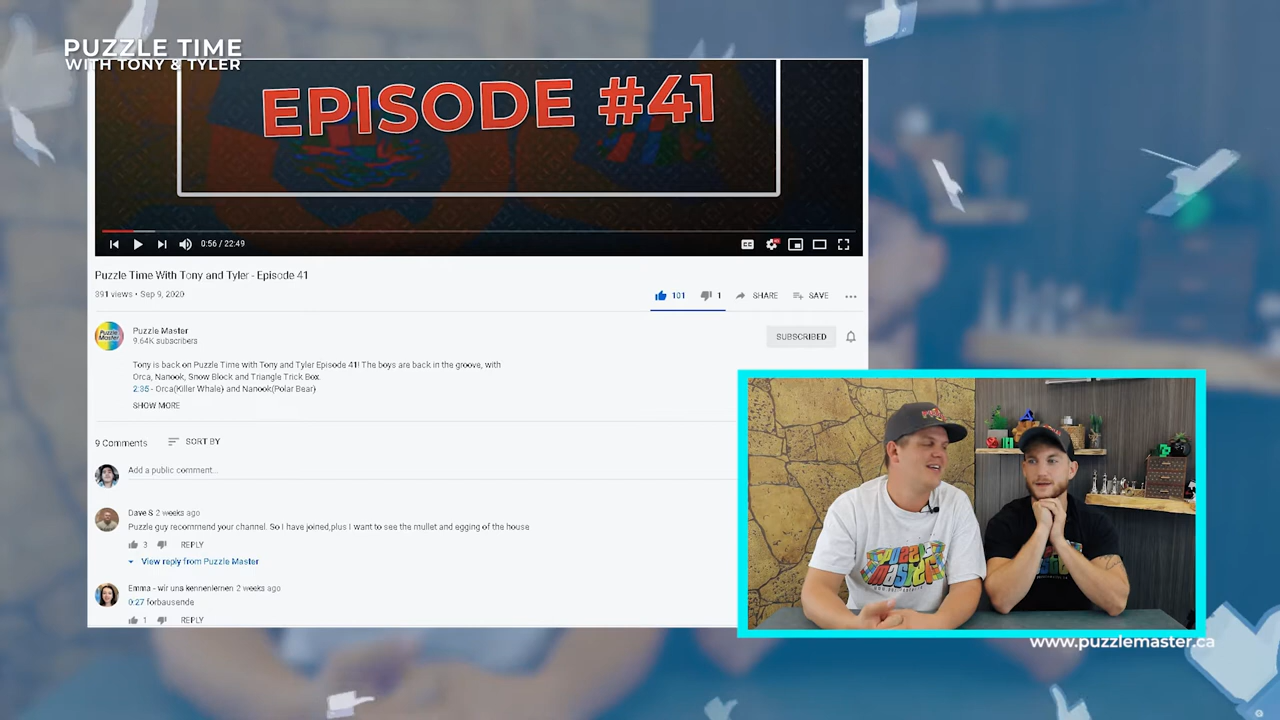 PUZZLE TIME
WITH TONY & TYLER
EPISODE #41
0:56 / 22:49
Puzzle Time With Tony and Tyler - Episode 41
391 views • Sep 9, 2020
101
1
SHARE
SAVE
Puzzle Master
9.64K subscribers
SUBSCRIBED
Tony is back on Puzzle Time with Tony and Tyler Episode 41! The boys are back in the groove, with
Orca, Nanook, Snow Block and Triangle Trick Box.
2:35 - Orca(Killer Whale) and Nanook(Polar Bear)
SHOW MORE
9 Comments
SORT BY
Add a public comment...
Dave S 2 weeks ago
Puzzle guy recommend your channel. So I have joined,plus I want to see the mullet and egging of the house
3
REPLY
View reply from Puzzle Master
Emma - wir uns kennenlernen 2 weeks ago
0:27 forbausende
1
REPLY
PUZZLE
MASTER
www.puzzlemaster.ca